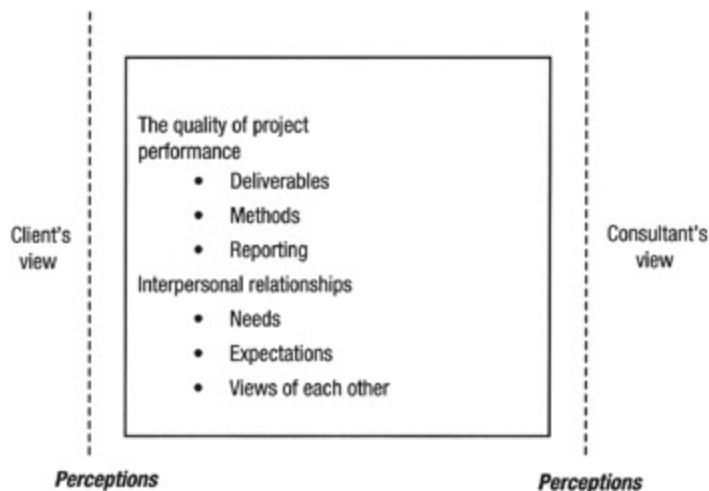 The quality of project
performance
• Deliverables
• Methods
• Reporting
Interpersonal relationships
• Needs
• Expectations
• Views of each other
Client's
view
Consultant's
view
Perceptions
Perceptions